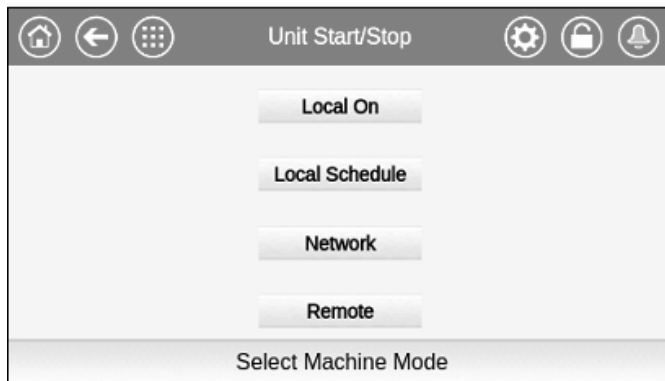 Unit Start/Stop
Local On
Local Schedule
Network
Remote
Select Machine Mode